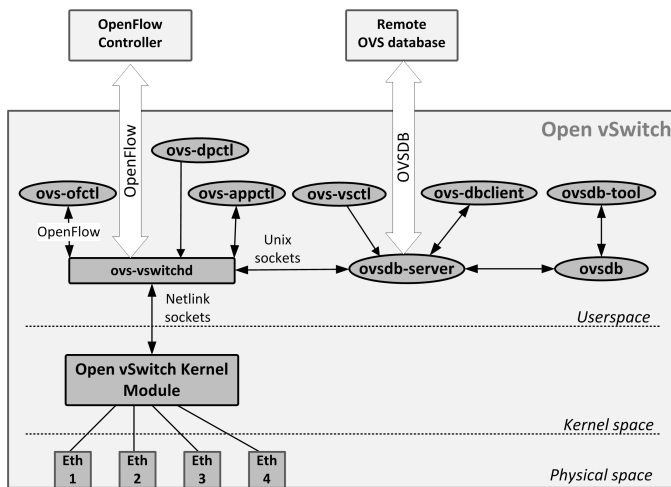 OpenFlow
Controller
Remote
OVS database
Open vSwitch
OpenFlow
OVSDB
ovs-dpctl
ovs-ofctl
ovs-appctl
ovs-vsctl
ovs-dbclient
ovsdb-tool
OpenFlow
Unix
sockets
ovs-vswitchd
ovsdb-server
ovsdb
Netlink
sockets
Userspace
Open vSwitch Kernel
Module
Kernel space
Eth
1
Eth
2
Eth
3
Eth
4
Physical space